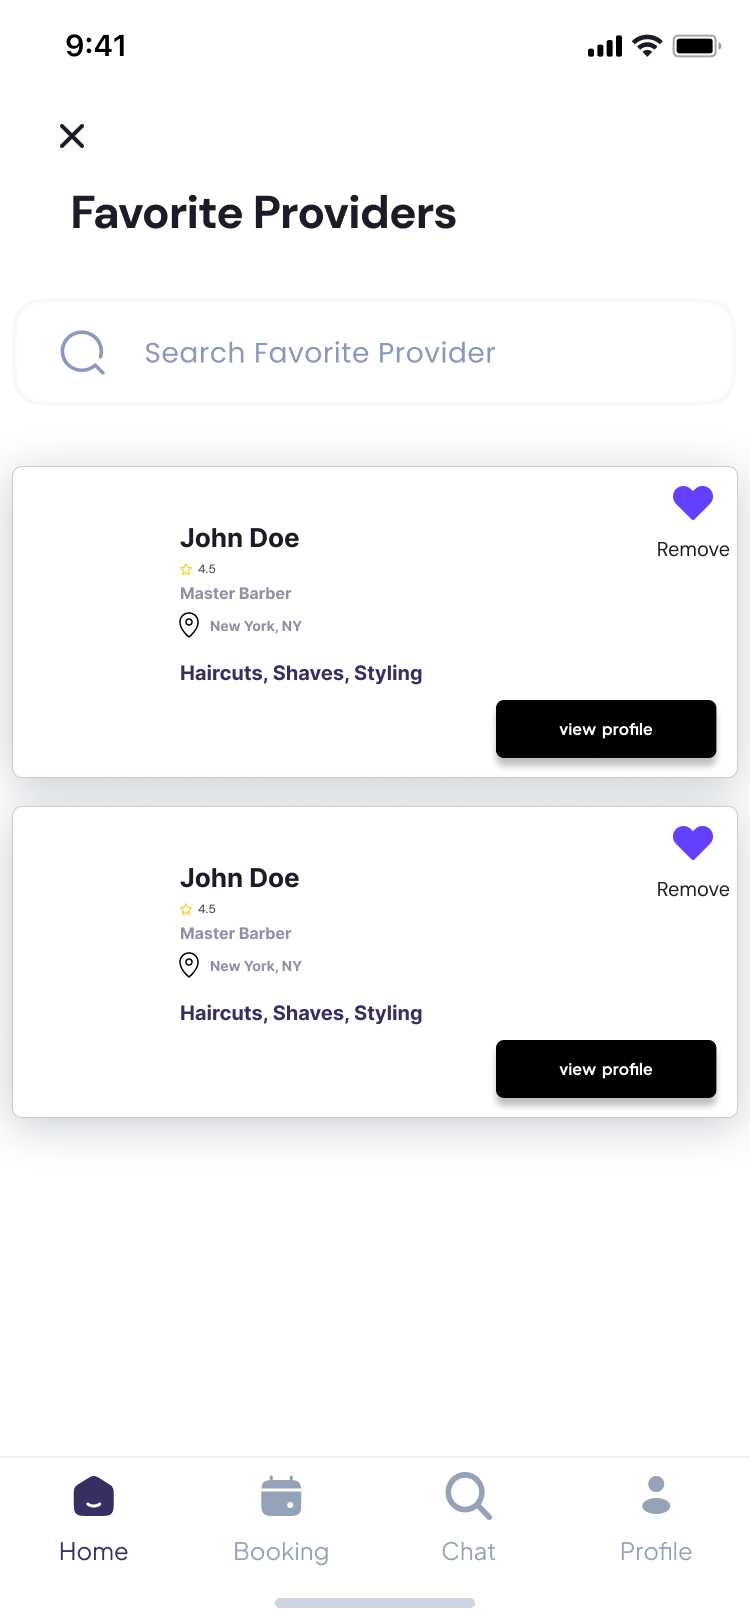 9:41
Favorite Providers
Search Favorite Provider
John Doe
Remove
4.5
Master Barber
New York, NY
Haircuts, Shaves, Styling
view profile
John Doe
Remove
4.5
Master Barber
New York, NY
Haircuts, Shaves, Styling
view profile
Home Booking Chat Profile